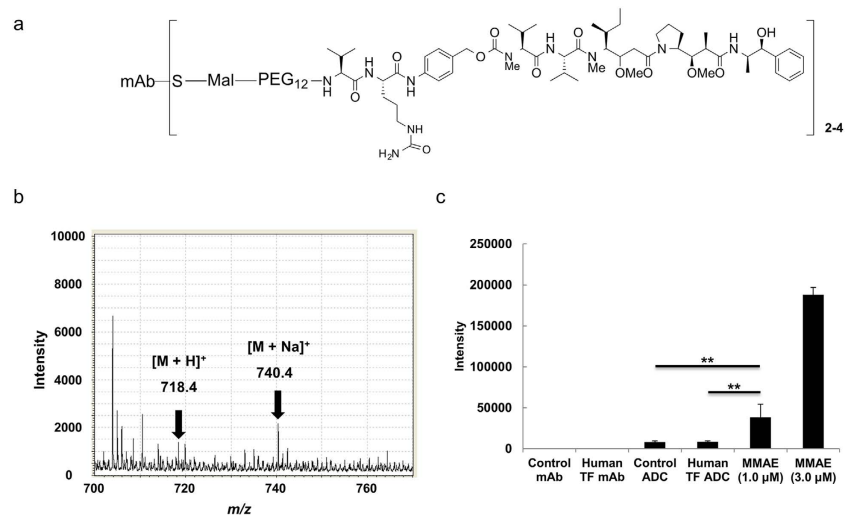 a
mAb S Mal PEG12 N H O H N O N H O O N Me O H N O N Me O OMe O N OMe O H N OH
NH
H2N O
2-4
b
10000
8000
6000
4000
2000
0
Intensity
[M + H]+
718.4
[M + Na]+
740.4
700 720 740 760
m/z
c
250000
200000
150000
100000
50000
0
Intensity
**
**
Control Human Control Human MMAE MMAE
mAb TF mAb ADC TF ADC (1.0 µM) (3.0 µM)